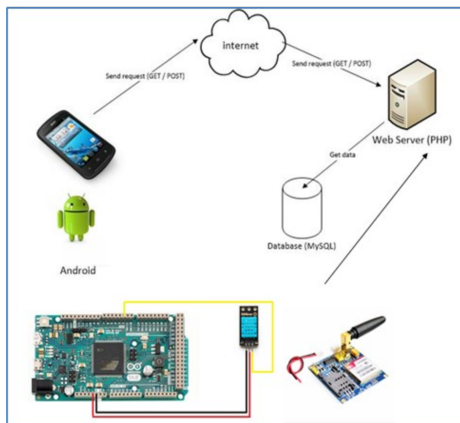 internet
Send request (GET / POST)
Send request (GET / POST)
Web Server (PHP)
Get data
Database (MySQL)
Android